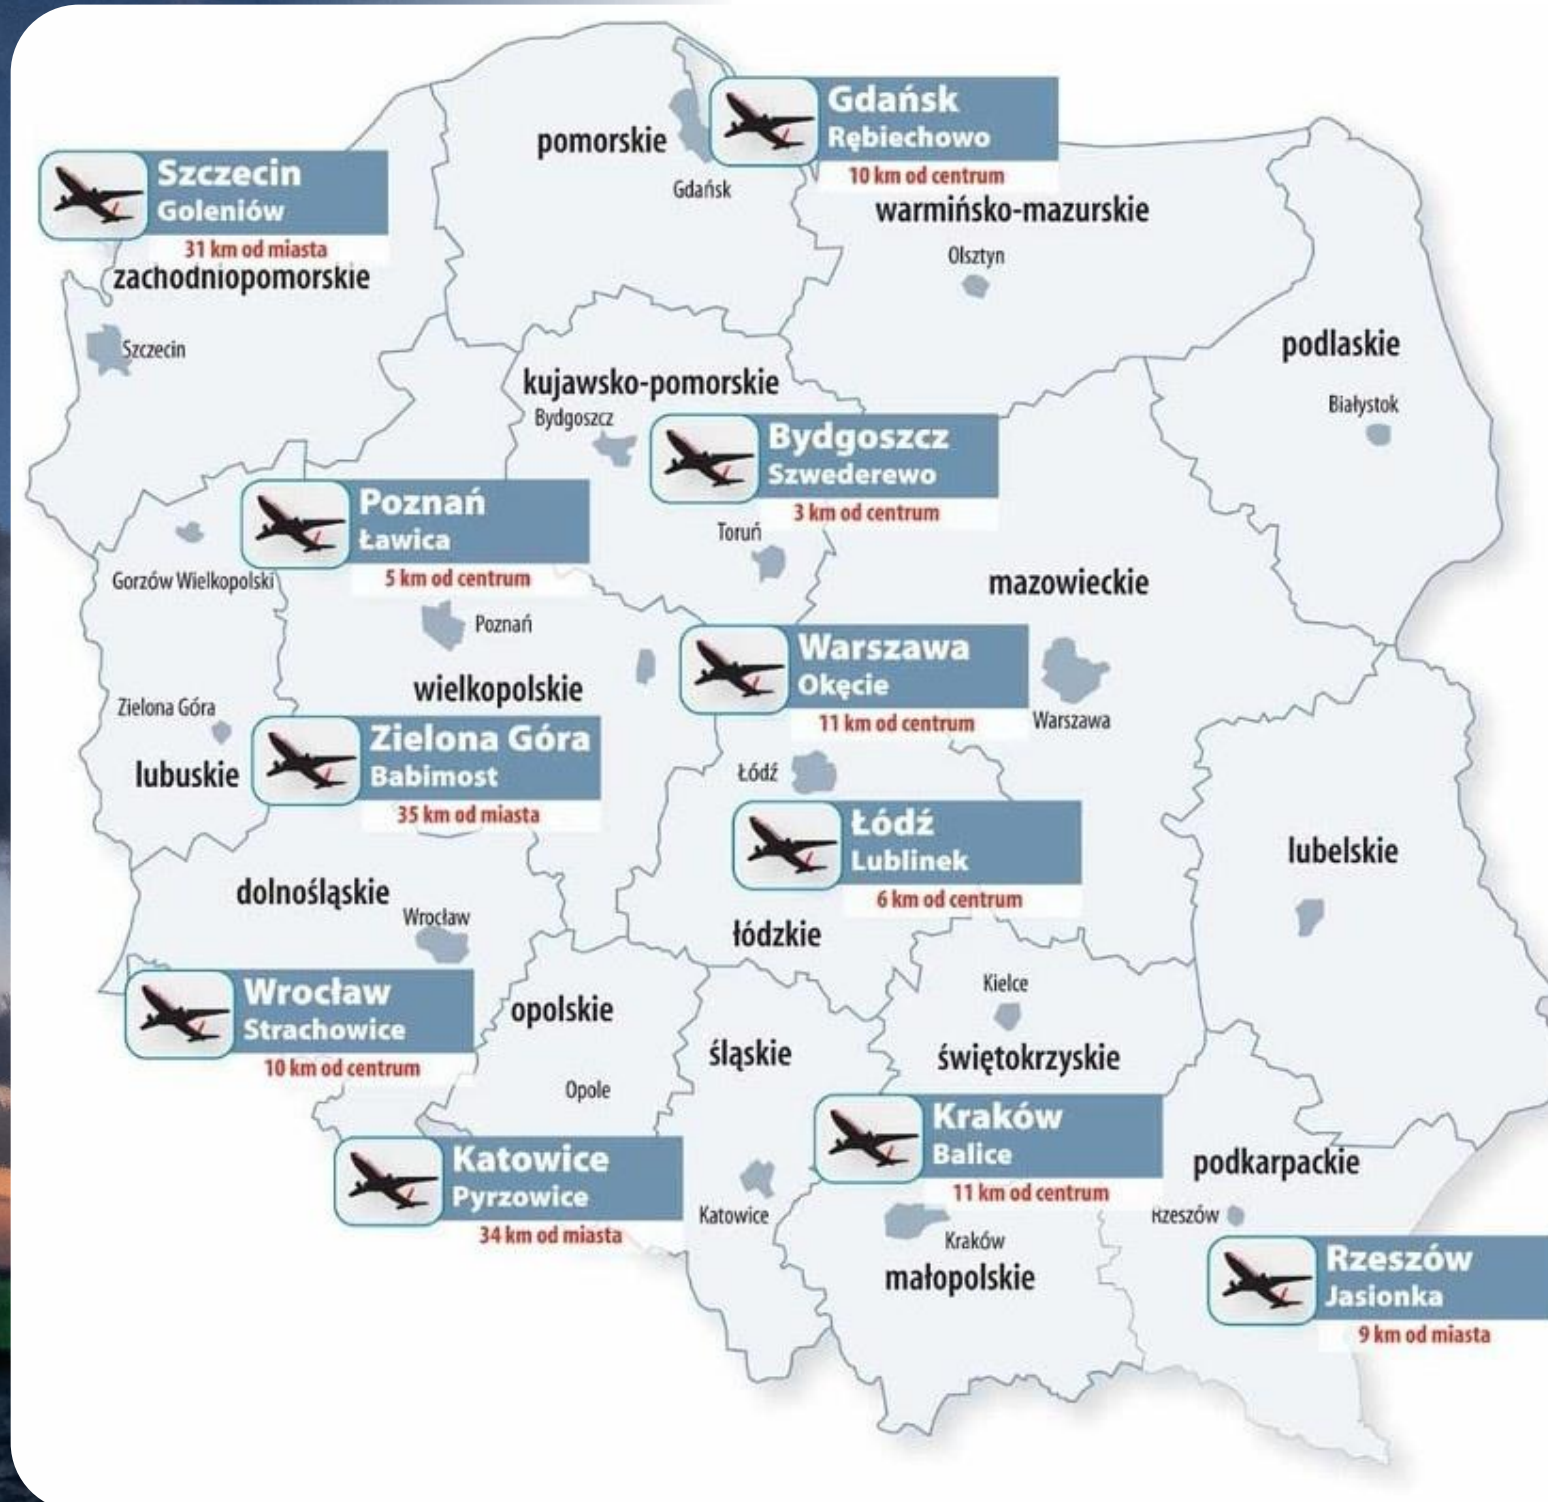 Gdańsk
Rębiechowo
10 km od centrum
pomorskie
Gdańsk
Szczecin
Goleniów
31 km od miasta
zachodniopomorskie
Szczecin
warmińsko-mazurskie
Olsztyn
podlaskie
Białystok
kujawsko-pomorskie
Bydgoszcz
Bydgoszcz
Szwederewo
3 km od centrum
Toruń
Poznań
Ławica
5 km od centrum
Gorzów Wielkopolski
Poznań
wielkopolskie
mazowieckie
Warszawa
Okęcie
11 km od centrum
Warszawa
Zielona Góra
lubuskie
Zielona Góra
Babimost
35 km od miasta
Łódź
Łódź
Lublinek
6 km od centrum
łódzkie
lubelskie
dolnośląskie
Wrocław
Wrocław
Strachowice
10 km od centrum
opolskie
Opole
śląskie
Kielce
świętokrzyskie
Katowice
Pyrzowice
34 km od miasta
Katowice
Kraków
Balice
11 km od centrum
Kraków
małopolskie
podkarpackie
Rzeszów
Rzeszów
Jasionka
9 km od miasta